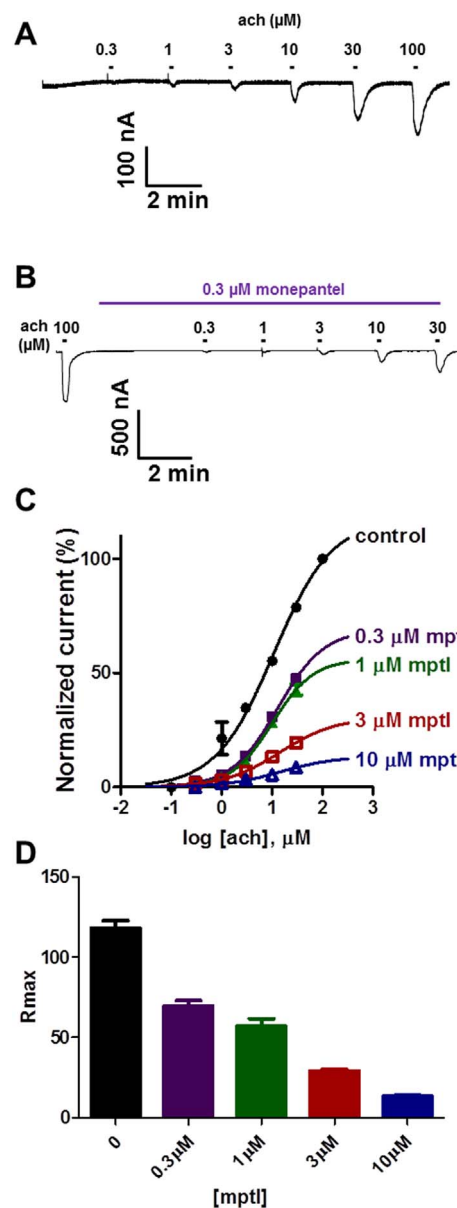 A
ach (µM)
0.3 1 3 10 30 100
100 nA
2 min
B
0.3 µM monepantel
ach 100 0.3 1 3 10 30
(µM)
500 nA
2 min
C
Normalized current (%)
100
50
0
control
0.3 µM mpt
1 µM mptl
3 µM mptl
10 µM mptl
-2 -1 0 1 2 3
log [ach], µM
D
Rmax
150
100
50
0
0 0.3µM 1µM 3µM 10µM
[mptl]